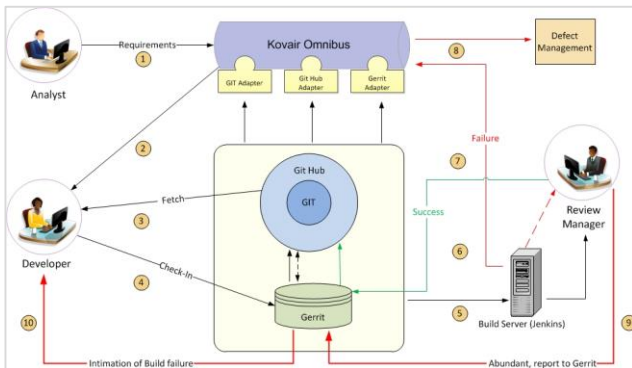 Requirements
1
Kovair Omnibus
8
Defect
Management
GIT Adapter
Git Hub
Adapter
Gerrit
Adapter
Analyst
2
Failure
7
Git Hub
GIT
Fetch
3
Success
Review
Manager
Developer
4
Check-In
6
Gerrit
5
Build Server (Jenkins)
10
9
Intimation of Build failure
Abundant, report to Gerrit